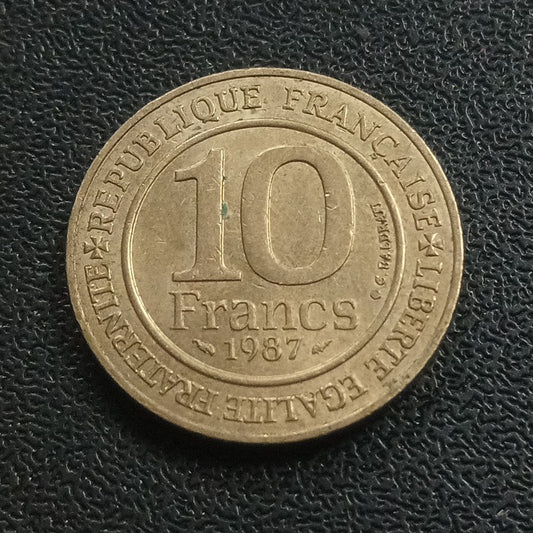 REPUBLIQUE FRANÇAISE
LIBERTE EGALITE FRATERNITE
10
Francs
1987